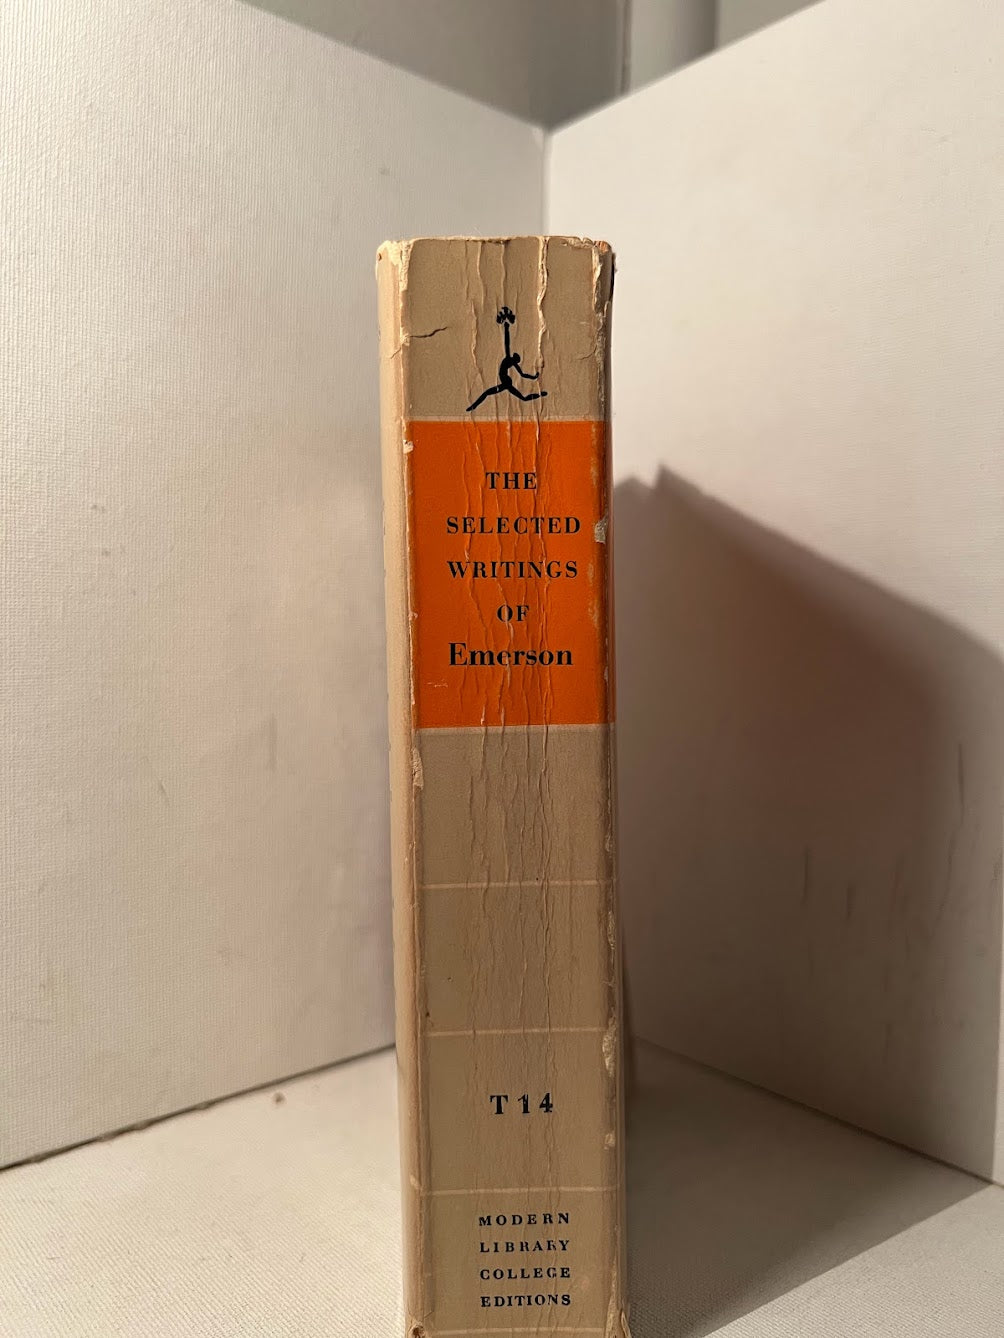 THE
SELECTED
WRITINGS
OF
Emerson
T 14
MODERN
LIBRARY
COLLEGE
EDITIONS